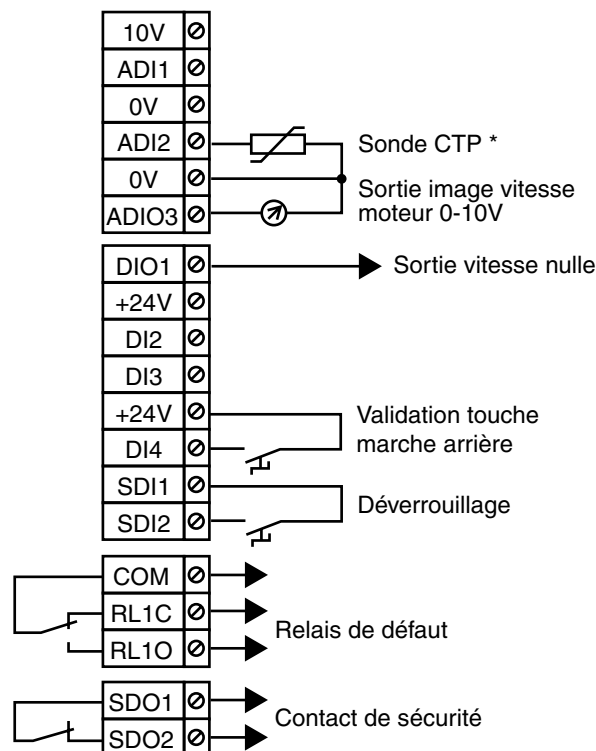 10V
ADI1
0V
ADI2
Sonde CTP *
0V
Sortie image vitesse
moteur 0-10V
ADIO3
DIO1
Sortie vitesse nulle
+24V
DI2
DI3
+24V
Validation touche
marche arrière
DI4
SDI1
Déverrouillage
SDI2
COM
RL1C
Relais de défaut
RL1O
SDO1
Contact de sécurité
SDO2